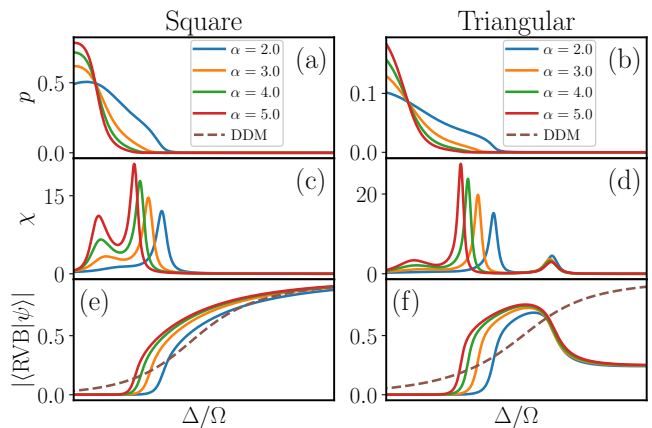 Square
Triangular
(a)
α = 2.0
α = 3.0
α = 4.0
α = 5.0
DDM
p
0.5
0.0
(b)
α = 2.0
α = 3.0
α = 4.0
α = 5.0
DDM
0.1
0.0
(c)
χ
15
0
(d)
20
0
(e)
|⟨RVB|ψ⟩|
0.5
0.0
Δ/Ω
(f)
0.5
0.0
Δ/Ω